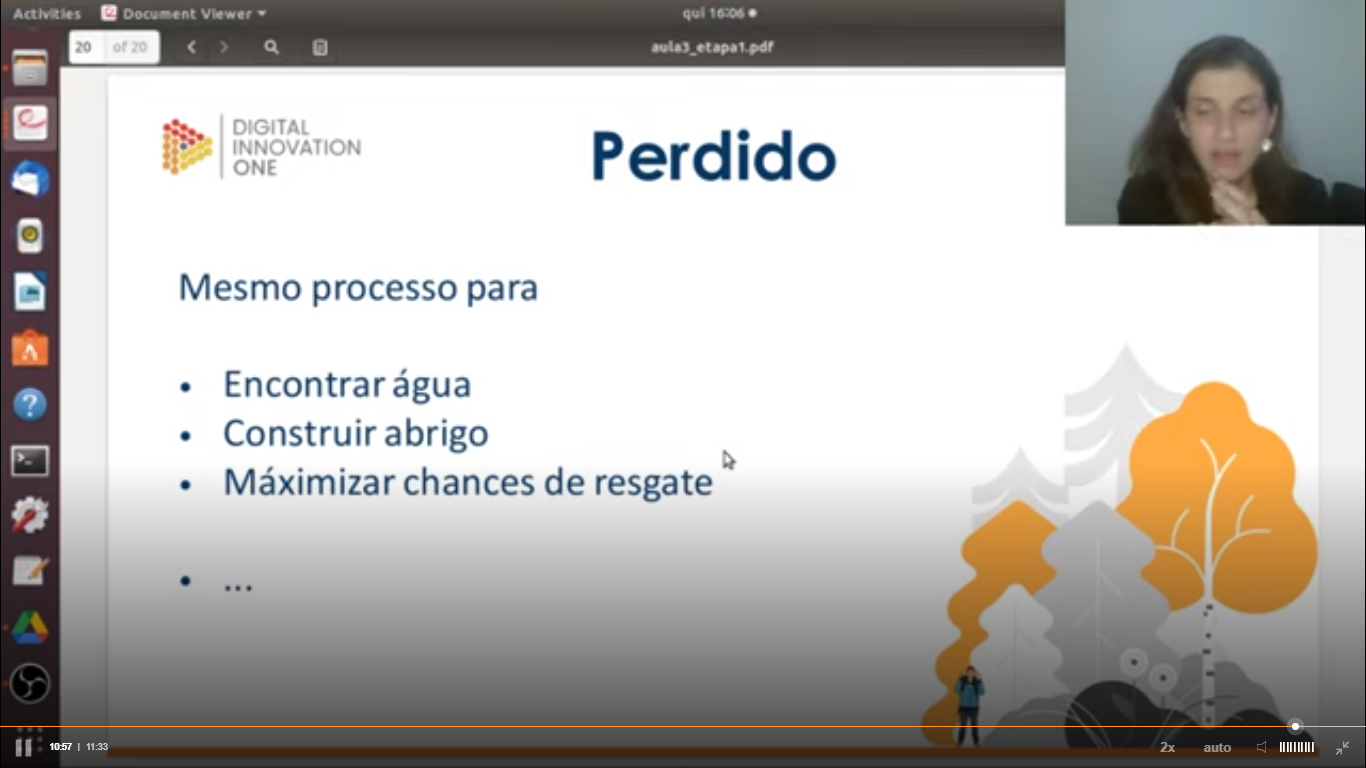 Activities Document Viewer qui 16:06
20 of 20 aula3_etapa1.pdf
DIGITAL
INNOVATION
ONE
Perdido
Mesmo processo para
• Encontrar água
• Construir abrigo
• Máximizar chances de resgate
• ...
10:57 | 11:33 2x auto